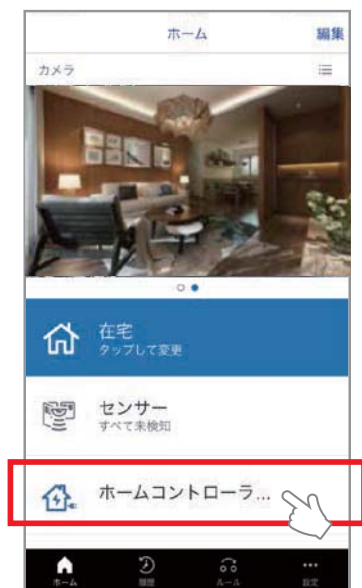 ホーム
編集
カメラ
在宅
タップして変更
センサー
すべて未検知
ホームコントローラ...
ホーム
履歴
ルール
設定